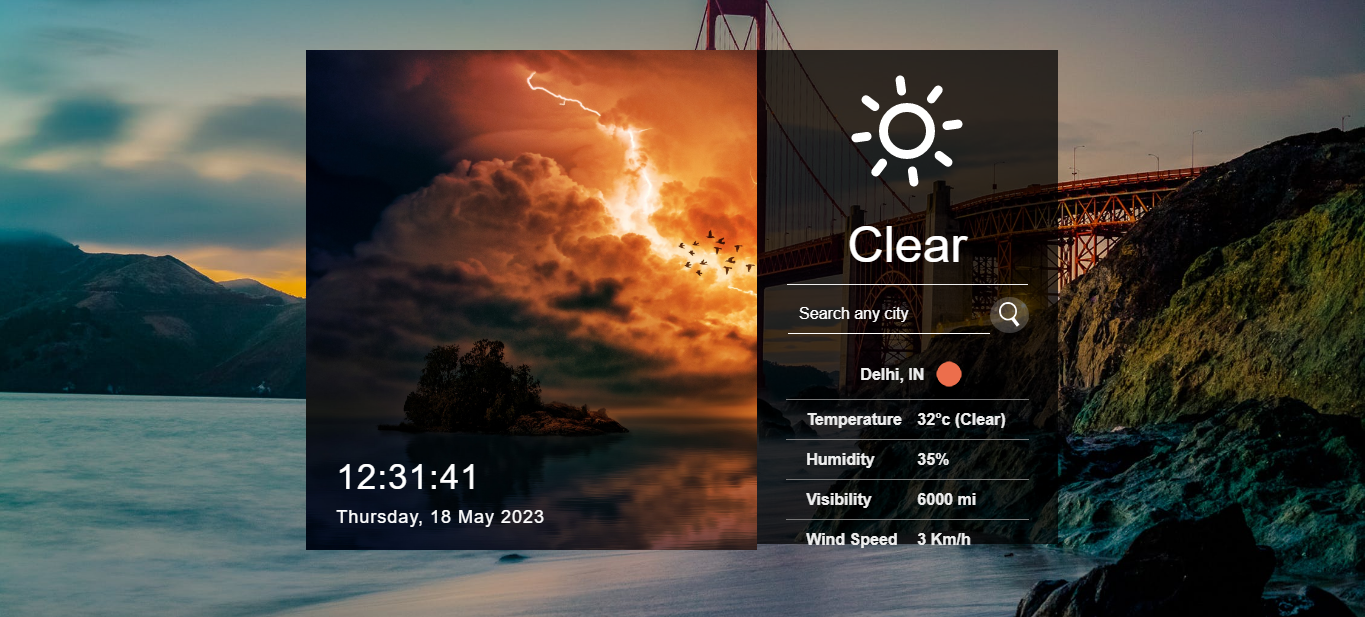 12:31:41
Thursday, 18 May 2023
Clear
Search any city
Delhi, IN
Temperature 32°c (Clear)
Humidity 35%
Visibility 6000 mi
Wind Speed 3 Km/h